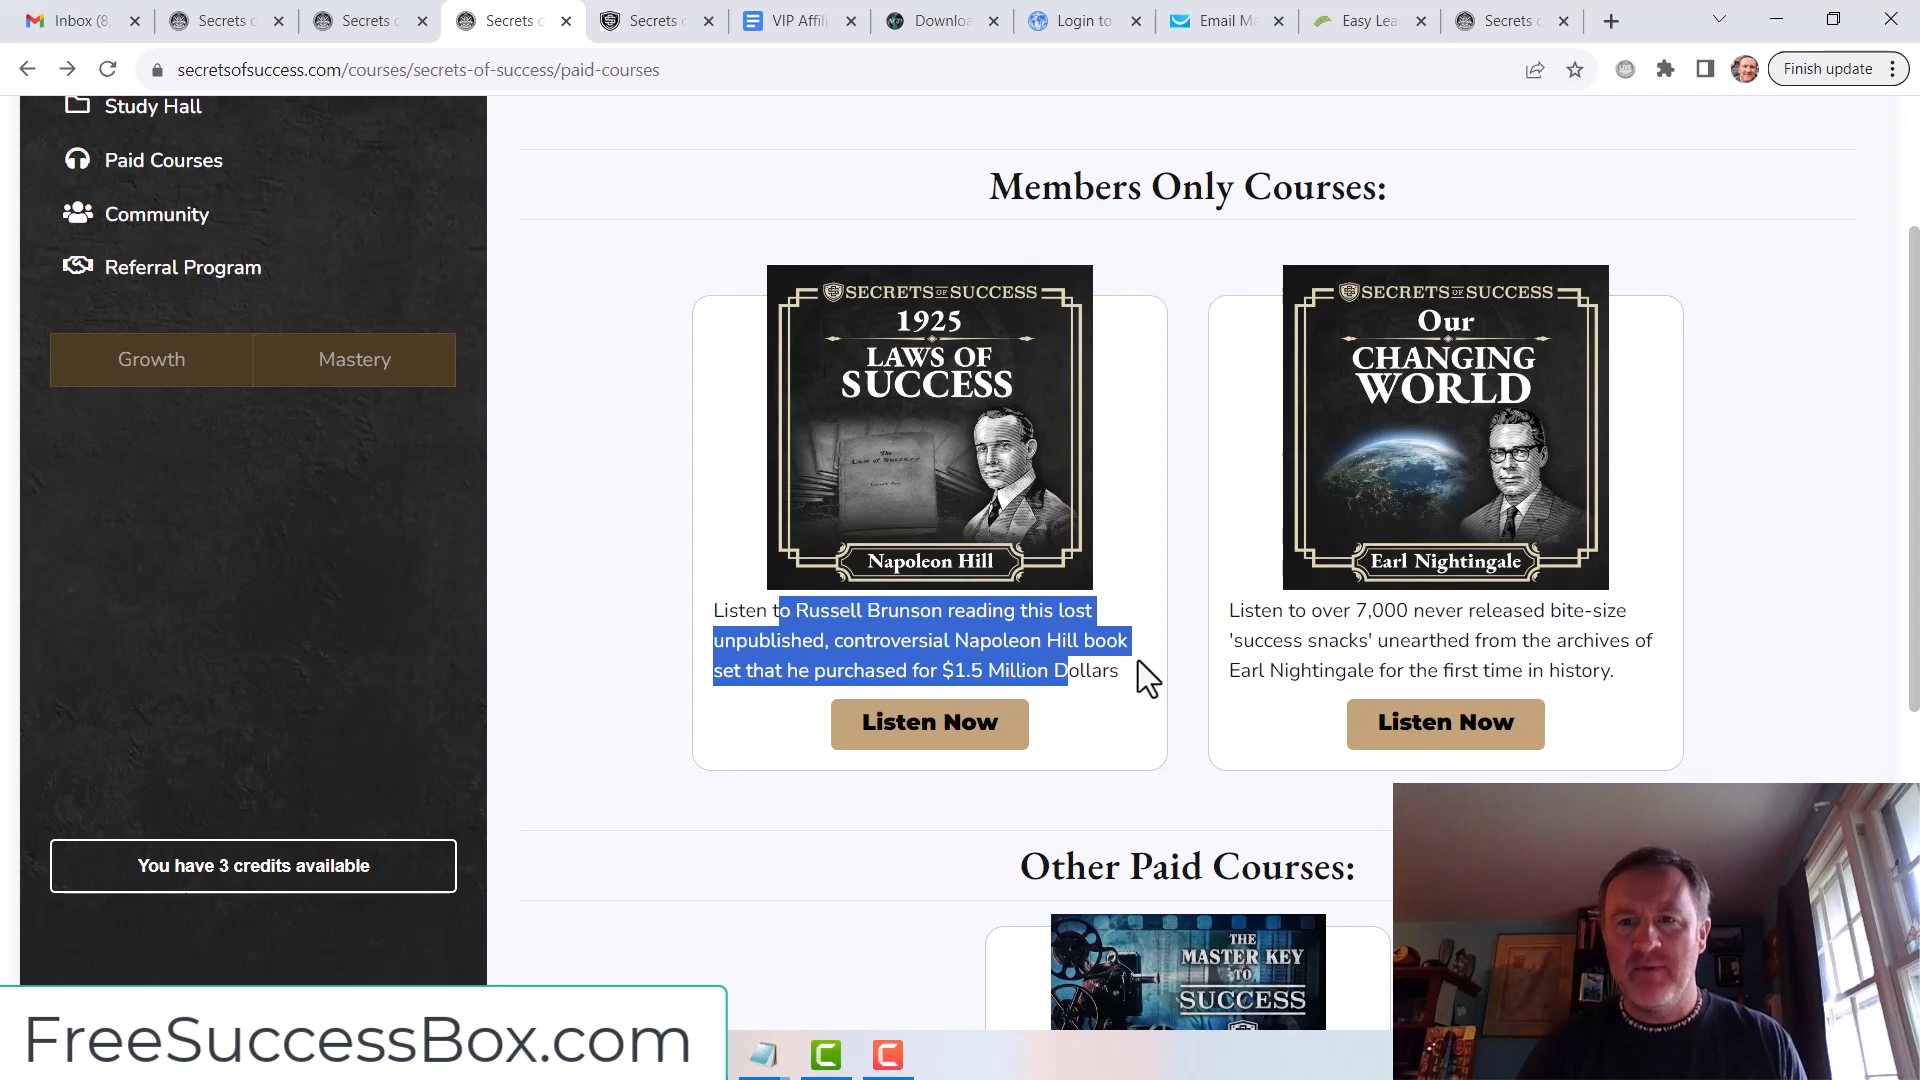 Inbox (8,
Secrets o
Secrets o
Secrets o
Secrets o
VIP Affili
Downloa
Login to
Email Ma
Easy Lea
Secrets o
secretsofsuccess.com/courses/secrets-of-success/paid-courses
Finish update
Study Hall
Paid Courses
Community
Referral Program
Growth
Mastery
You have 3 credits available
Members Only Courses:
SECRETS OF SUCCESS
1925
LAWS OF
SUCCESS
The
Law of Success
Napoleon Hill
Listen to Russell Brunson reading this lost
unpublished, controversial Napoleon Hill book
set that he purchased for $1.5 Million Dollars
Listen Now
SECRETS OF SUCCESS
Our
CHANGING
WORLD
Earl Nightingale
Listen to over 7,000 never released bite-size
'success snacks' unearthed from the archives of
Earl Nightingale for the first time in history.
Listen Now
Other Paid Courses:
THE
MASTER KEY
TO
SUCCESS
FreeSuccessBox.com